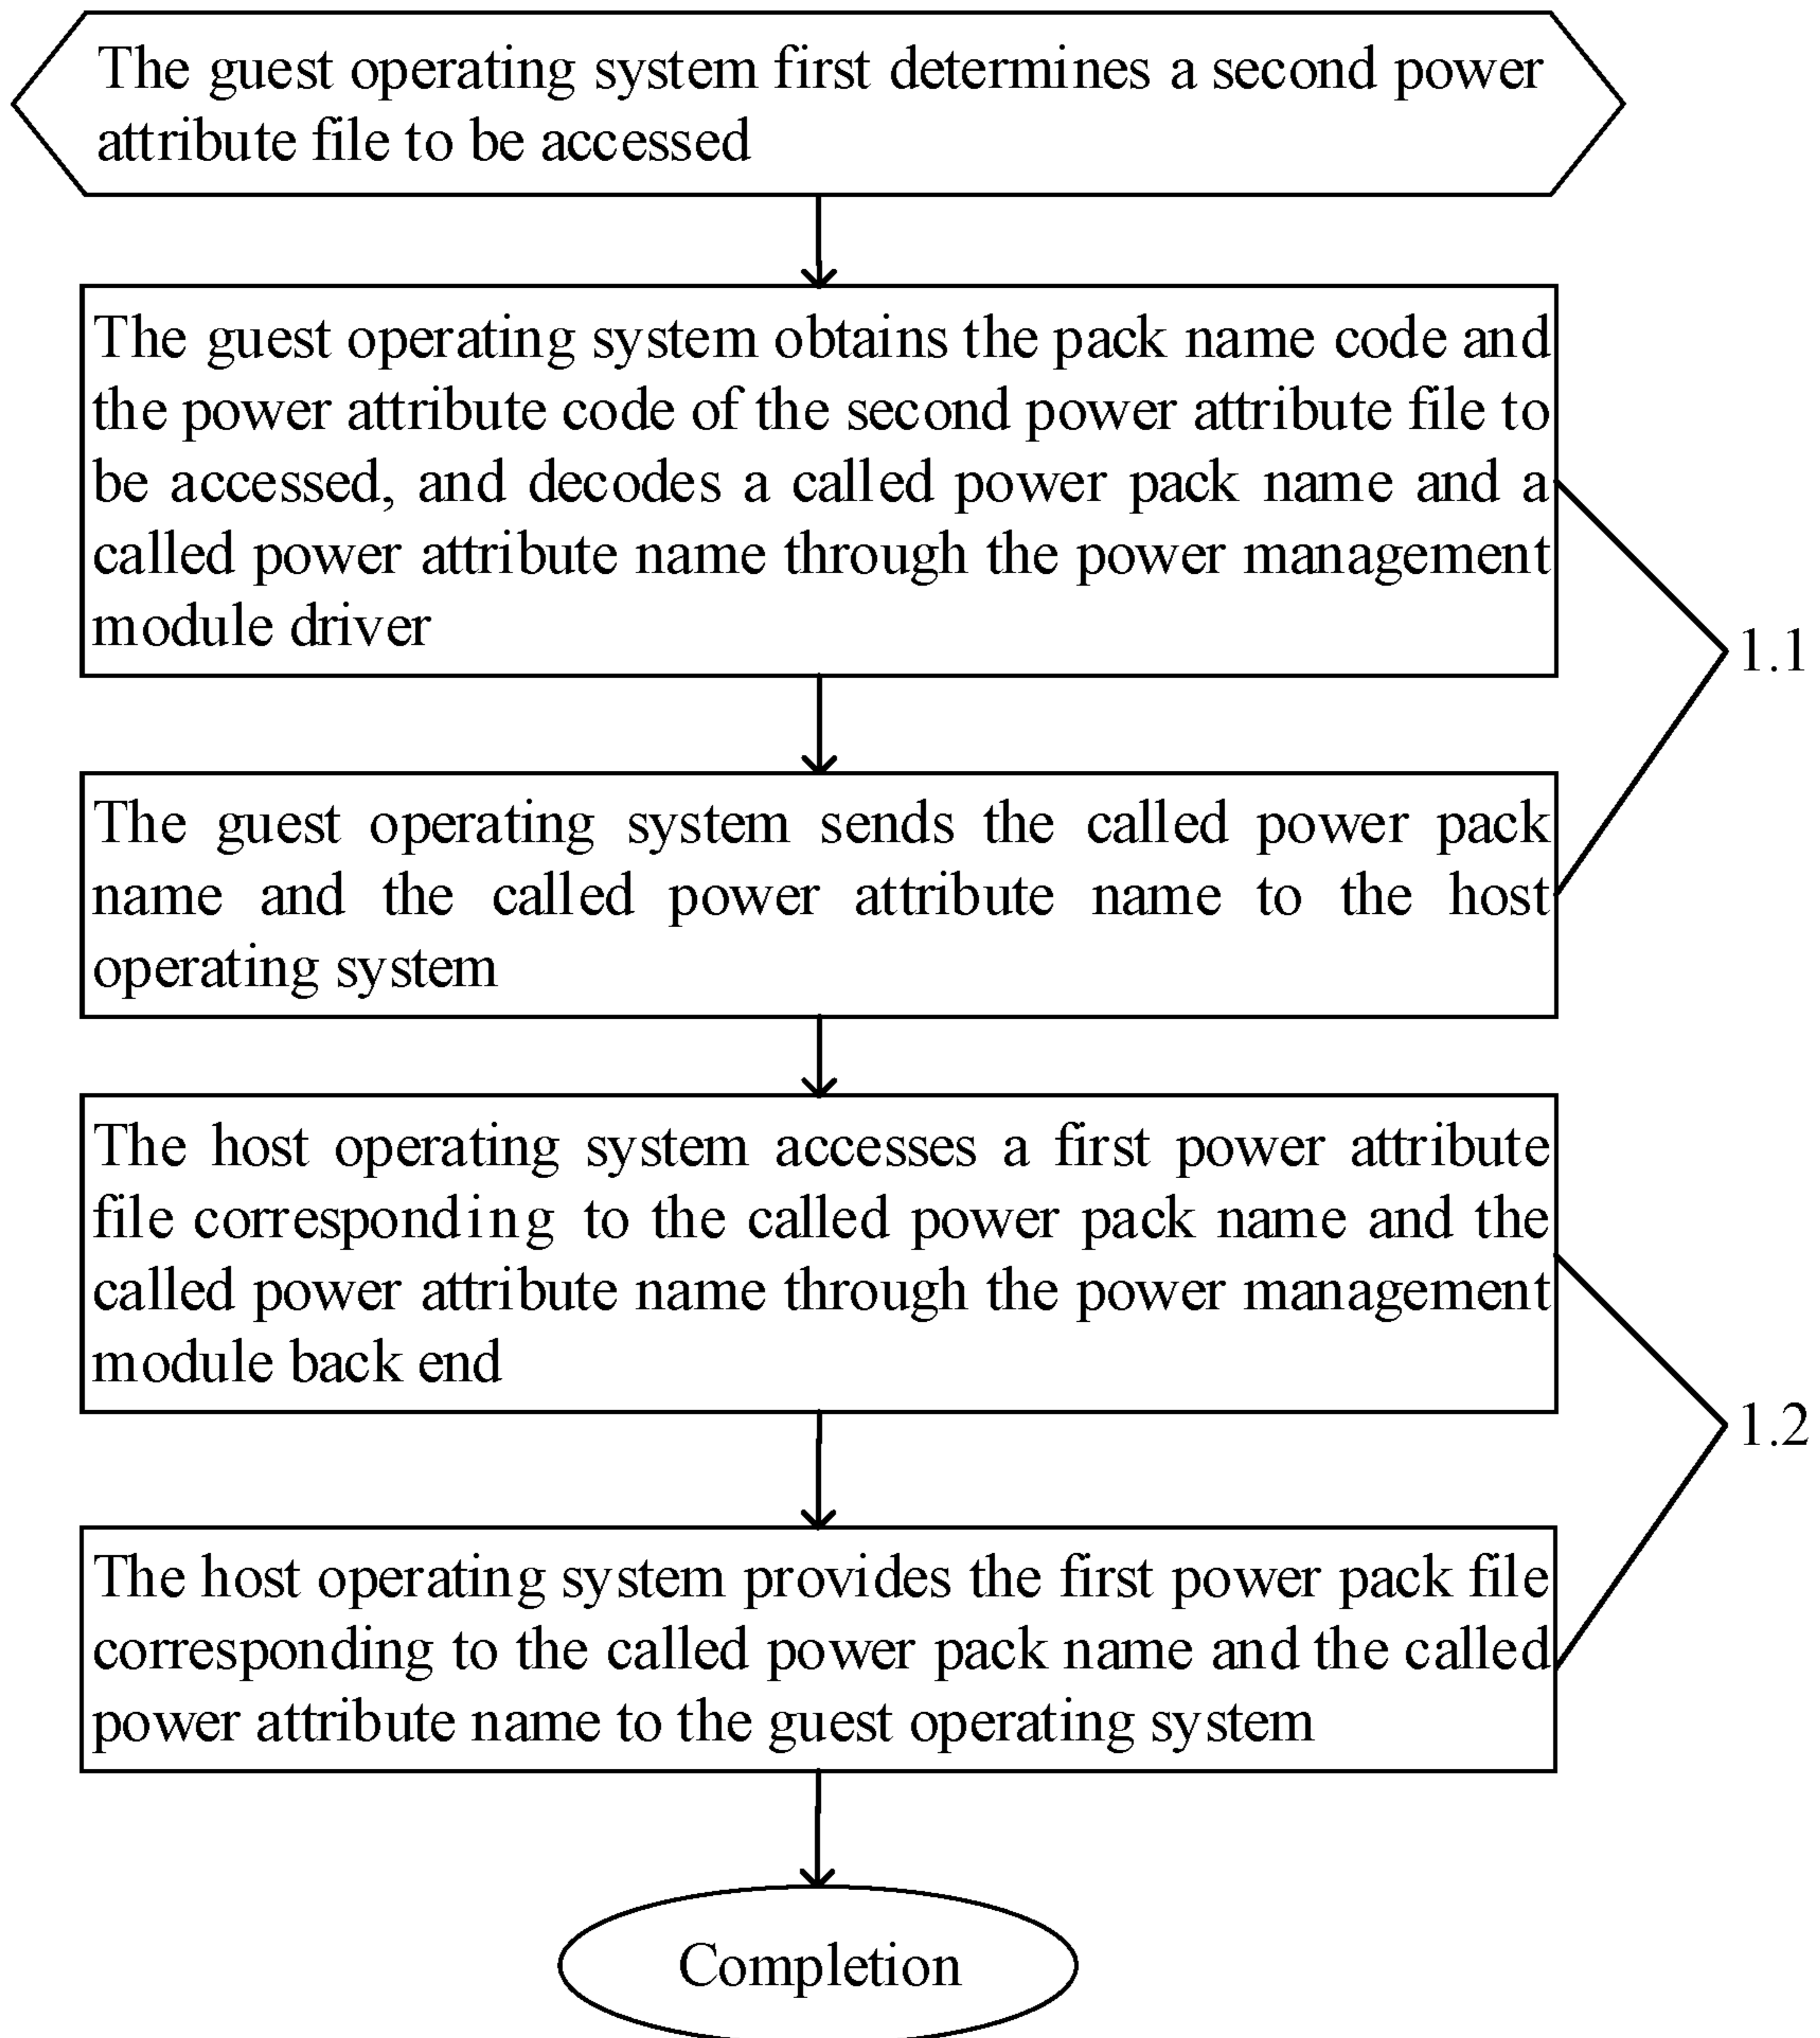 The guest operating system first determines a second power
attribute file to be accessed
The guest operating system obtains the pack name code and
the power attribute code of the second power attribute file to
be accessed, and decodes a called power pack name and a
called power attribute name through the power management
module driver
1.1
The guest operating system sends the called power pack
name and the called power attribute name to the host
operating system
The host operating system accesses a first power attribute
file corresponding to the called power pack name and the
called power attribute name through the power management
module back end
1.2
The host operating system provides the first power pack file
corresponding to the called power pack name and the called
power attribute name to the guest operating system
Completion